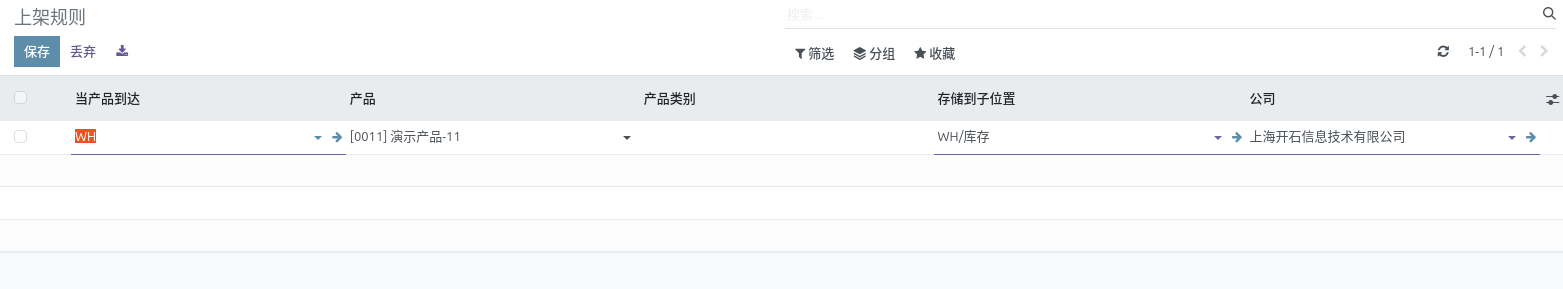 上架规则
搜索...
保存 丢弃
筛选 分组 收藏 1-1 / 1
当产品到达 产品 产品类别 存储到子位置 公司
WH [0011] 演示产品-11 WH/库存 上海开石信息技术有限公司